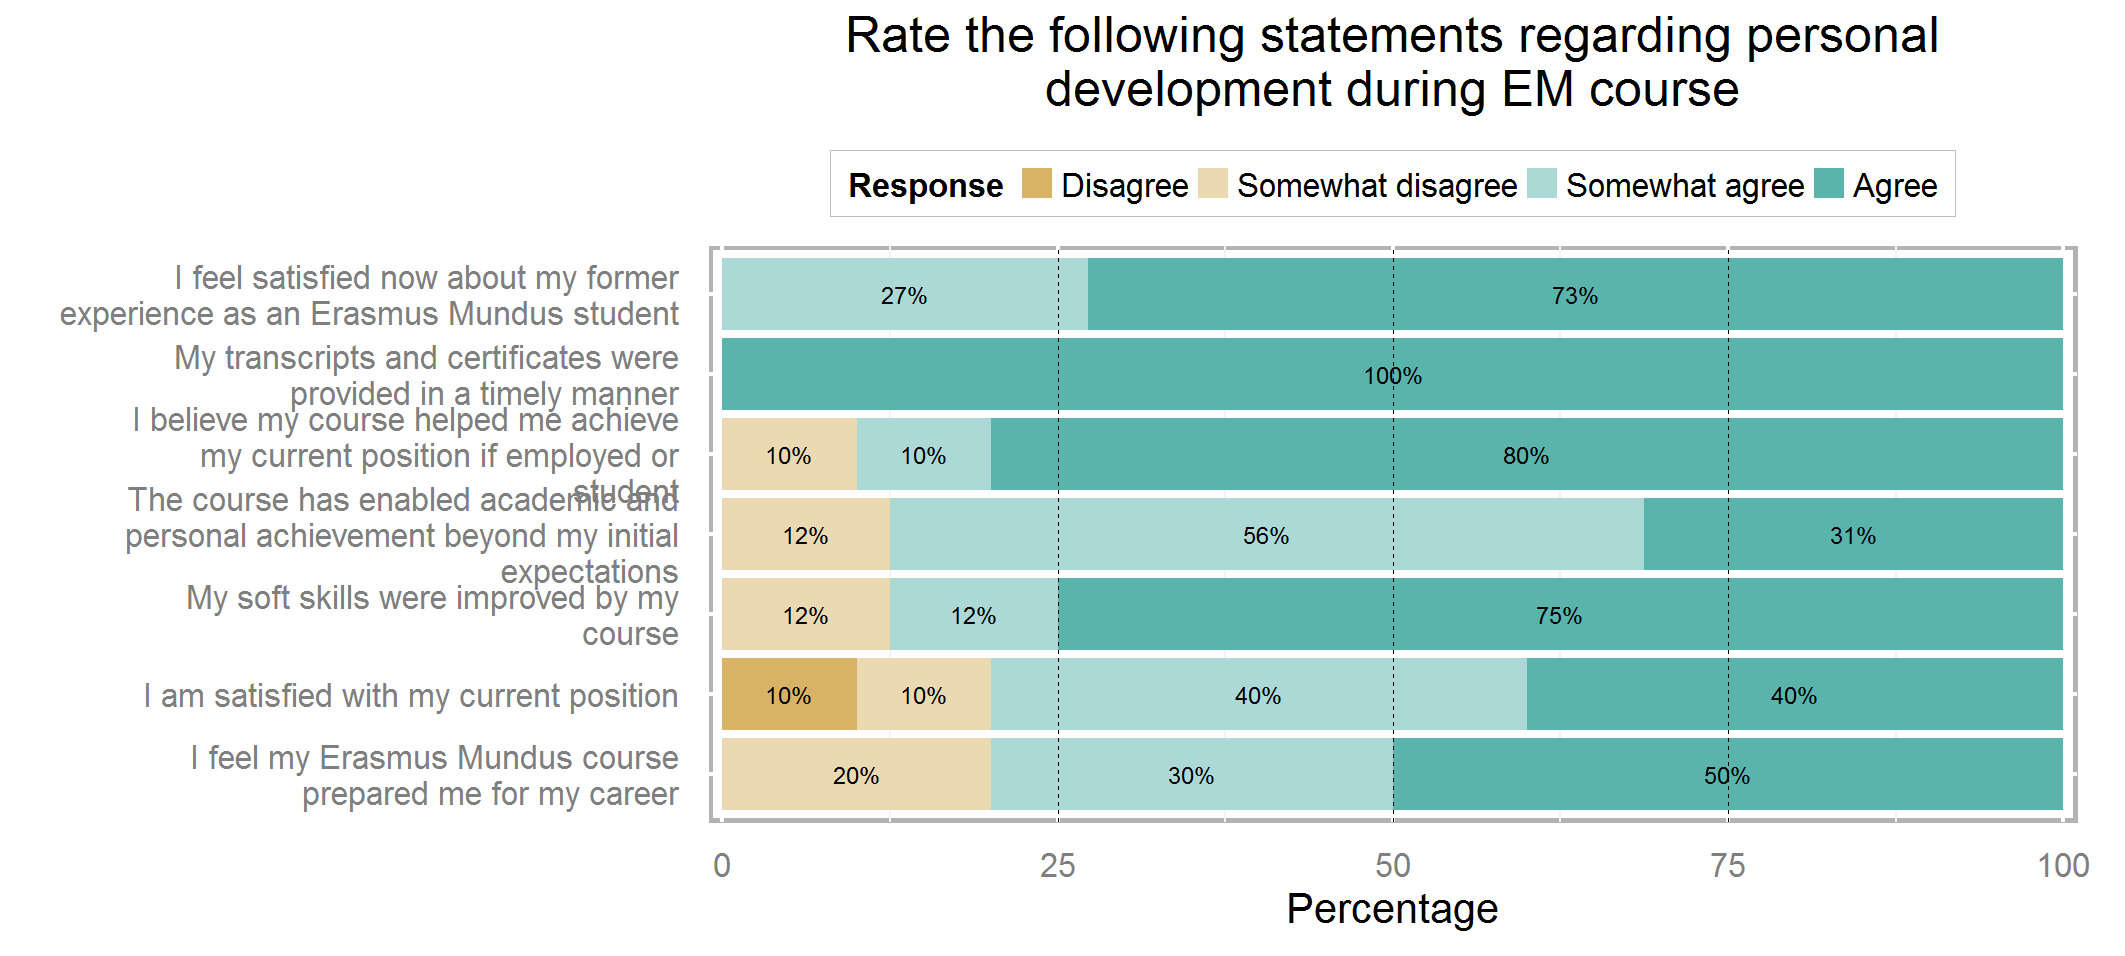 Rate the following statements regarding personal
development during EM course
Response Disagree Somewhat disagree Somewhat agree Agree
I feel satisfied now about my former
experience as an Erasmus Mundus student
27% 73%
My transcripts and certificates were
provided in a timely manner
100%
I believe my course helped me achieve
my current position if employed or
student
10% 10% 80%
The course has enabled academic and
personal achievement beyond my initial
expectations
12% 56% 31%
My soft skills were improved by my
course
12% 12% 75%
I am satisfied with my current position
10% 10% 40% 40%
I feel my Erasmus Mundus course
prepared me for my career
20% 30% 50%
0 25 50 75 100
Percentage